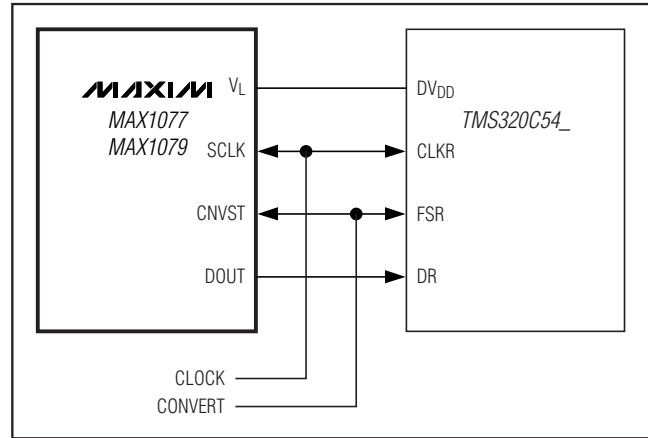 MAXIM
MAX1077
MAX1079
VL
SCLK
CNVST
DOUT
DVDD
TMS320C54_
CLKR
FSR
DR
CLOCK
CONVERT